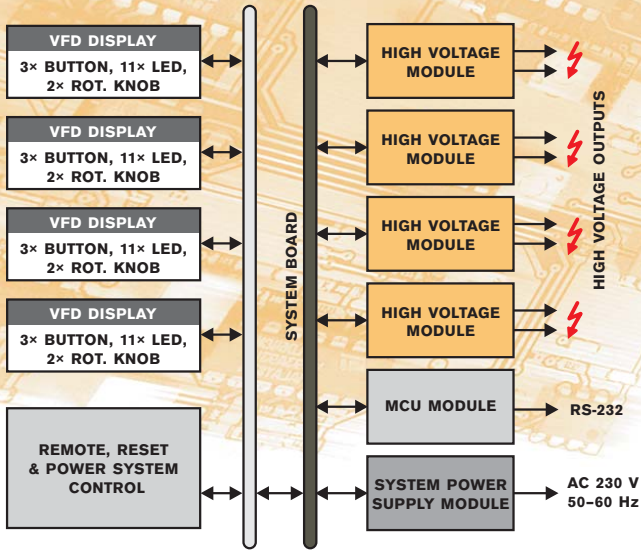 VFD DISPLAY
3× BUTTON, 11× LED,
2× ROT. KNOB
VFD DISPLAY
3× BUTTON, 11× LED,
2× ROT. KNOB
VFD DISPLAY
3× BUTTON, 11× LED,
2× ROT. KNOB
VFD DISPLAY
3× BUTTON, 11× LED,
2× ROT. KNOB
REMOTE, RESET
& POWER SYSTEM
CONTROL
SYSTEM BOARD
HIGH VOLTAGE
MODULE
HIGH VOLTAGE
MODULE
HIGH VOLTAGE
MODULE
HIGH VOLTAGE
MODULE
HIGH VOLTAGE OUTPUTS
MCU MODULE
RS-232
SYSTEM POWER
SUPPLY MODULE
AC 230 V
50–60 Hz